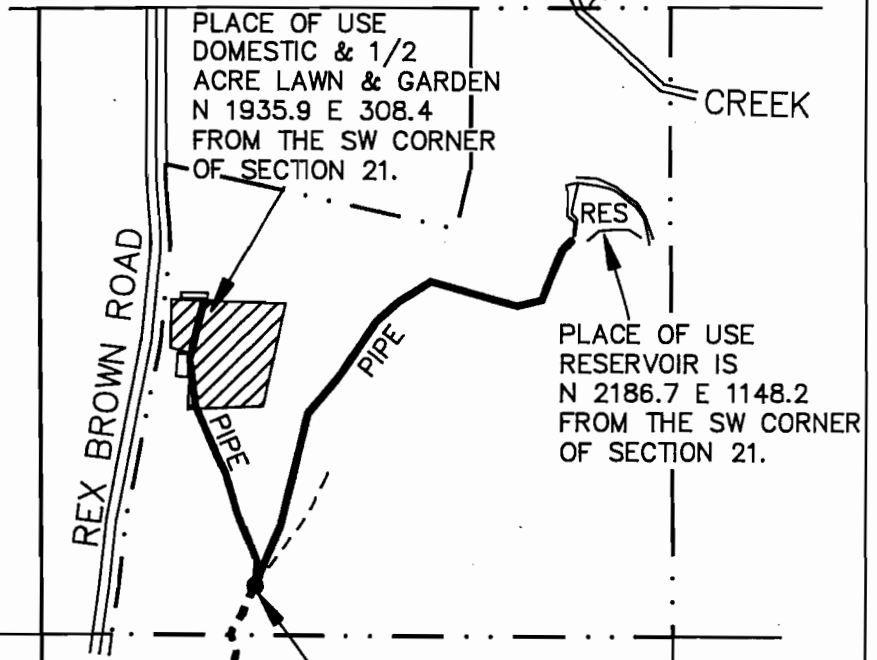 PLACE OF USE
DOMESTIC & 1/2
ACRE LAWN & GARDEN
N 1935.9 E 308.4
FROM THE SW CORNER
OF SECTION 21.
CREEK
RES
REX BROWN ROAD
PIPE
PIPE
PLACE OF USE
RESERVOIR IS
N 2186.7 E 1148.2
FROM THE SW CORNER
OF SECTION 21.